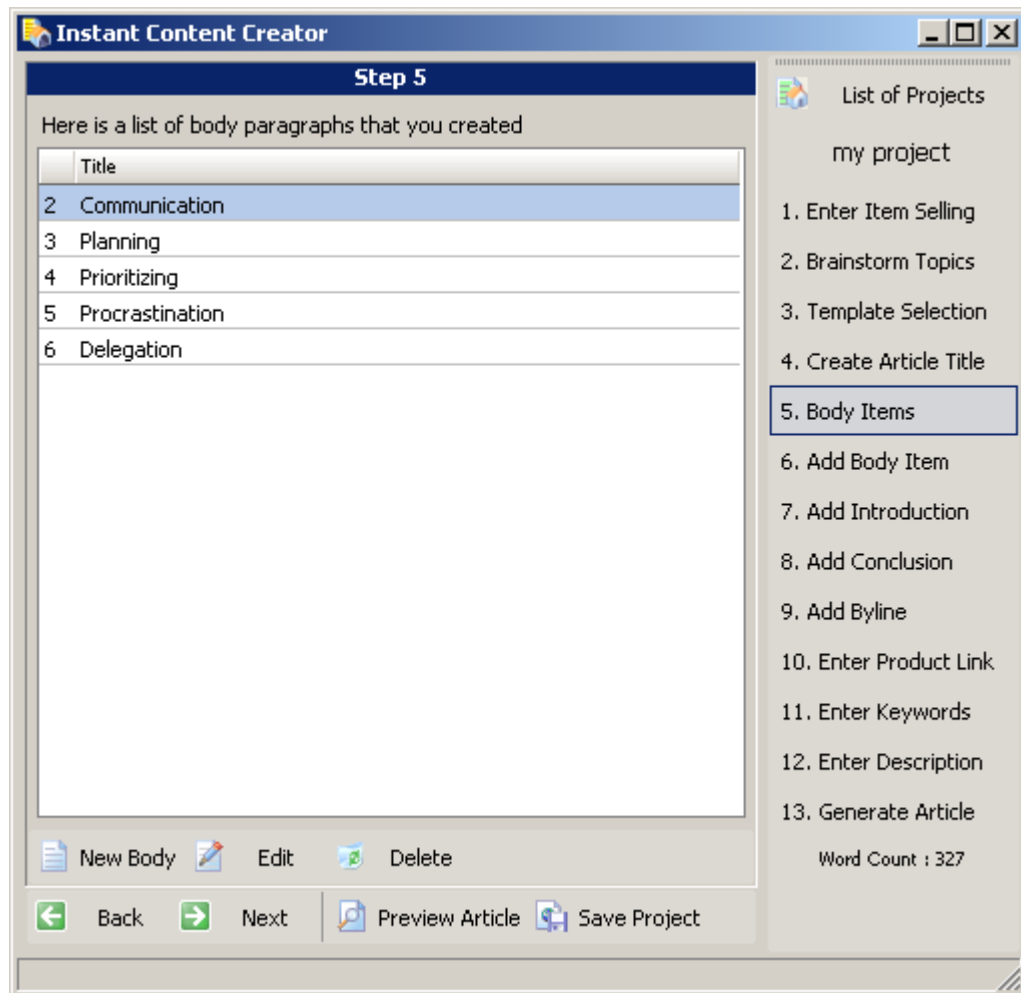 Instant Content Creator
Step 5
Here is a list of body paragraphs that you created
Title
2 Communication
3 Planning
4 Prioritizing
5 Procrastination
6 Delegation
New Body Edit Delete
Back Next Preview Article Save Project
List of Projects
my project
1. Enter Item Selling
2. Brainstorm Topics
3. Template Selection
4. Create Article Title
5. Body Items
6. Add Body Item
7. Add Introduction
8. Add Conclusion
9. Add Byline
10. Enter Product Link
11. Enter Keywords
12. Enter Description
13. Generate Article
Word Count : 327